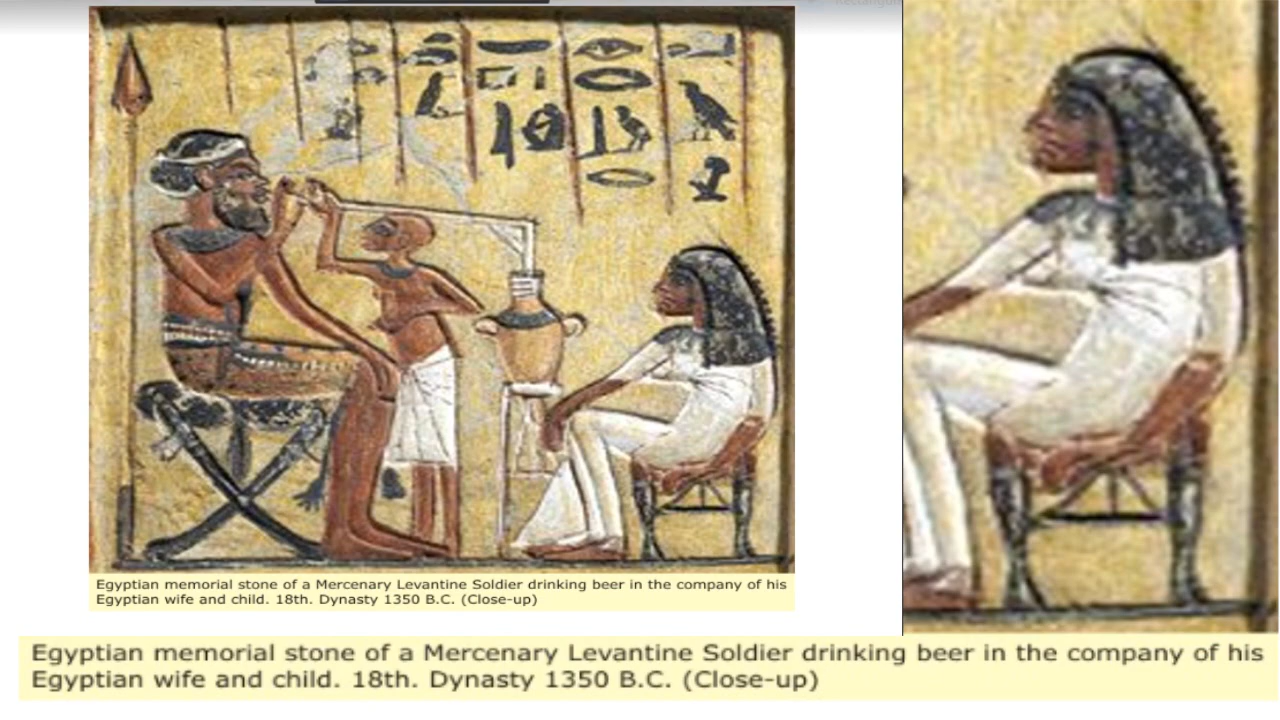 Egyptian memorial stone of a Mercenary Levantine Soldier drinking beer in the company of his
Egyptian wife and child. 18th. Dynasty 1350 B.C. (Close-up)
Egyptian memorial stone of a Mercenary Levantine Soldier drinking beer in the company of his
Egyptian wife and child. 18th. Dynasty 1350 B.C. (Close-up)